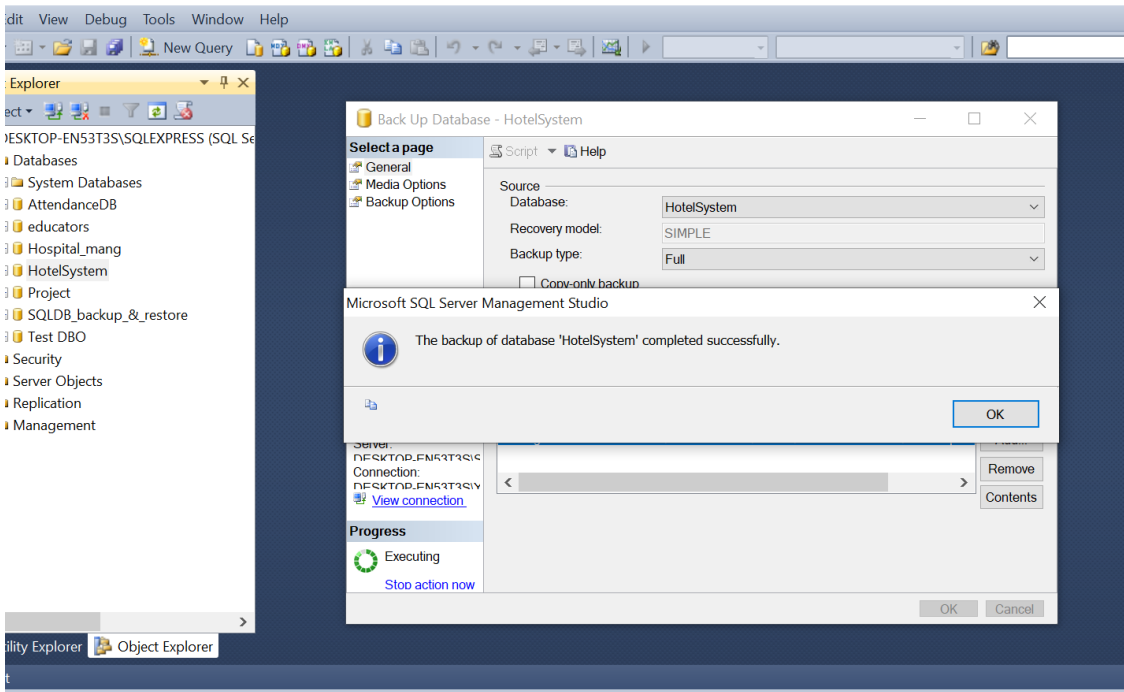 dit View Debug Tools Window Help
New Query
Explorer
ect
DESKTOP-EN53T3S\SQLEXPRESS (SQL Se
Databases
System Databases
AttendanceDB
educators
Hospital_mang
HotelSystem
Project
SQLDB_backup_&_restore
Test DBO
Security
Server Objects
Replication
Management
ility Explorer
Object Explorer
t
Back Up Database - HotelSystem
Select a page
General
Media Options
Backup Options
Script Help
Source
Database: HotelSystem
Recovery model: SIMPLE
Backup type: Full
Copy-only backup
Microsoft SQL Server Management Studio
The backup of database 'HotelSystem' completed successfully.
OK
Server:
DESKTOP-EN53T3S\S
Connection:
DESKTOP-EN53T3S\Y
View connection
Progress
Executing
Stop action now
Add...
Remove
Contents
OK Cancel